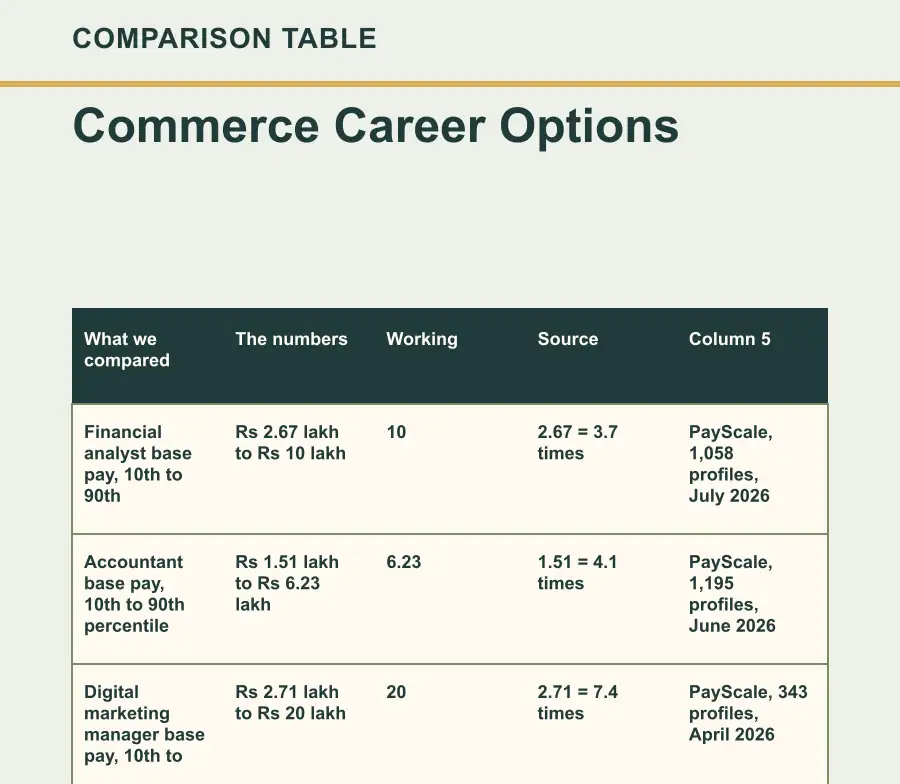 COMPARISON TABLE
Commerce Career Options
What we
compared
The numbers
Working
Source
Column 5
Financial
analyst base
pay, 10th to
90th
Rs 2.67 lakh
to Rs 10 lakh
10
2.67 = 3.7
times
PayScale,
1,058
profiles,
July 2026
Accountant
base pay,
10th to 90th
percentile
Rs 1.51 lakh
to Rs 6.23
lakh
6.23
1.51 = 4.1
times
PayScale,
1,195
profiles,
June 2026
Digital
marketing
manager base
pay, 10th to
Rs 2.71 lakh
to Rs 20 lakh
20
2.71 = 7.4
times
PayScale, 343
profiles,
April 2026